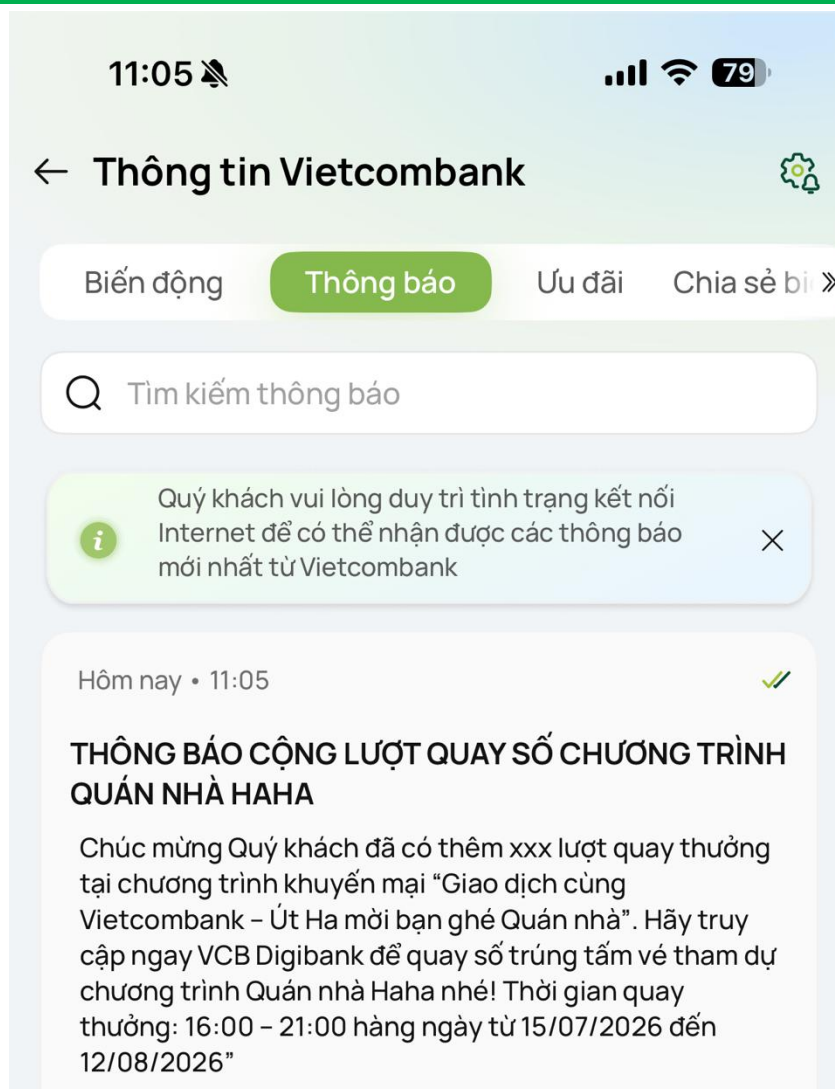 11:05
79
Thông tin Vietcombank
Biến động Thông báo Ưu đãi Chia sẻ bi
Tìm kiếm thông báo
Quý khách vui lòng duy trì tình trạng kết nối
Internet để có thể nhận được các thông báo
mới nhất từ Vietcombank
Hôm nay • 11:05
THÔNG BÁO CỘNG LƯỢT QUAY SỐ CHƯƠNG TRÌNH
QUÁN NHÀ HAHA
Chúc mừng Quý khách đã có thêm xxx lượt quay thưởng
tại chương trình khuyến mại “Giao dịch cùng
Vietcombank – Út Ha mời bạn ghé Quán nhà”. Hãy truy
cập ngay VCB Digibank để quay số trúng tấm vé tham dự
chương trình Quán nhà Haha nhé! Thời gian quay
thưởng: 16:00 – 21:00 hàng ngày từ 15/07/2026 đến
12/08/2026”